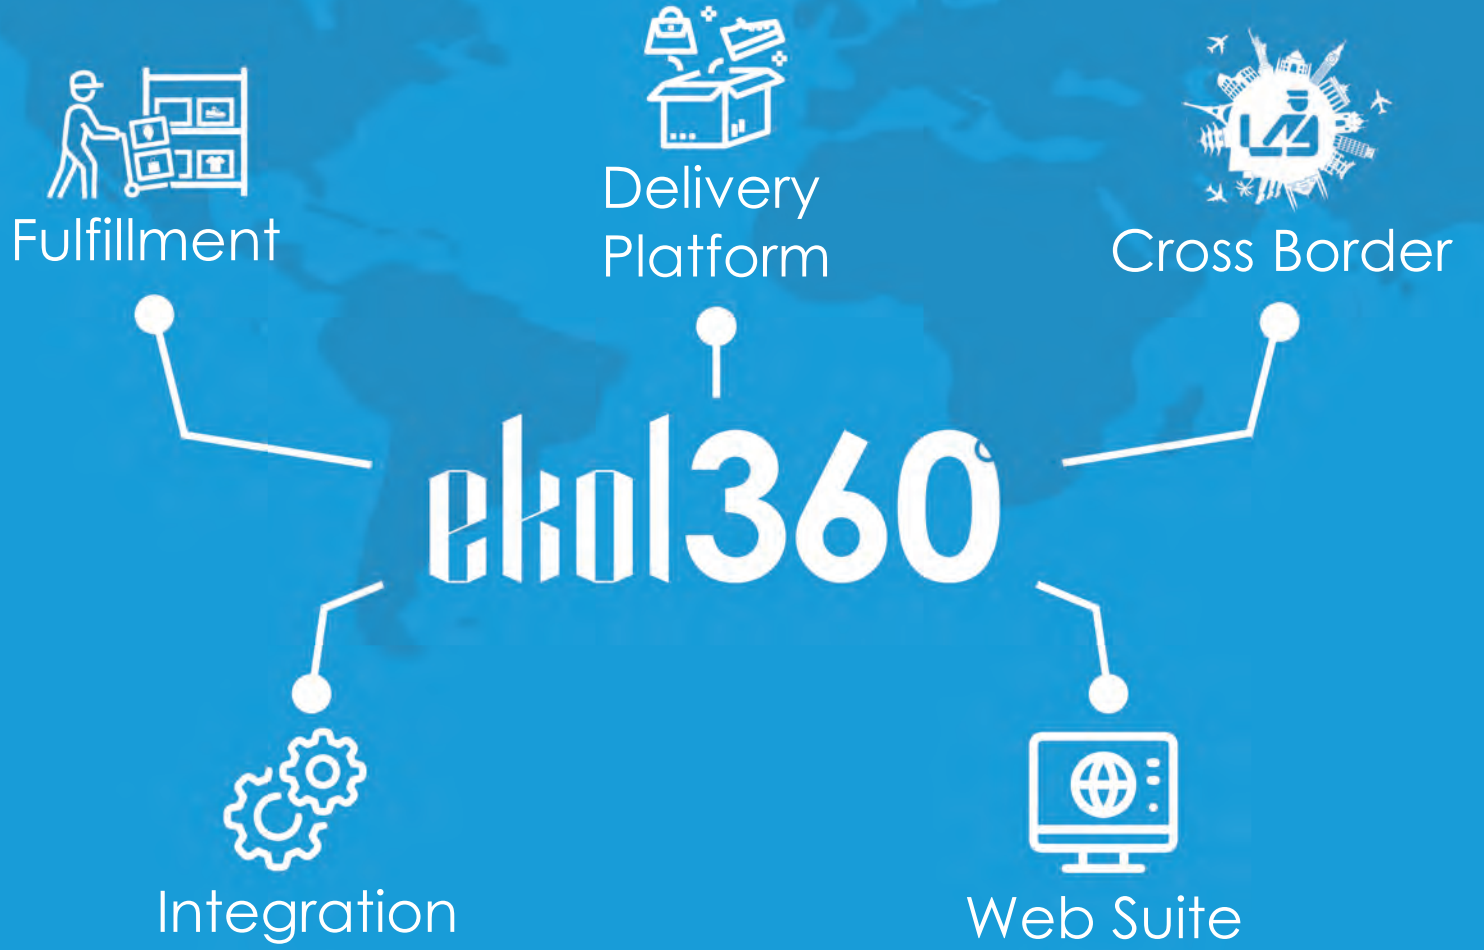 Fulfillment
Delivery
Platform
Cross Border
ekol360
Integration
Web Suite